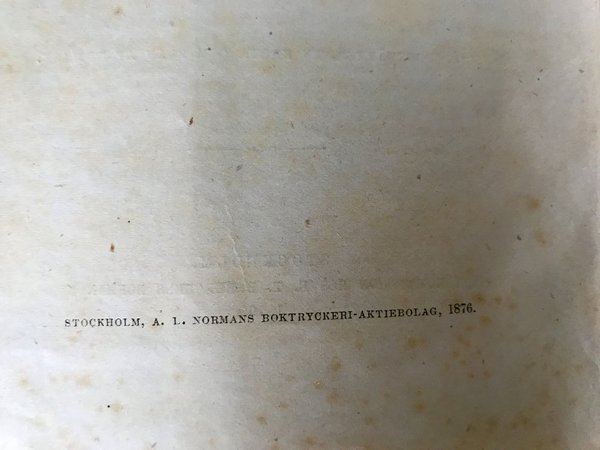 STOCKHOLM, A. L. NORMANS BOKTRYCKERI-AKTIEBOLAG, 1876.